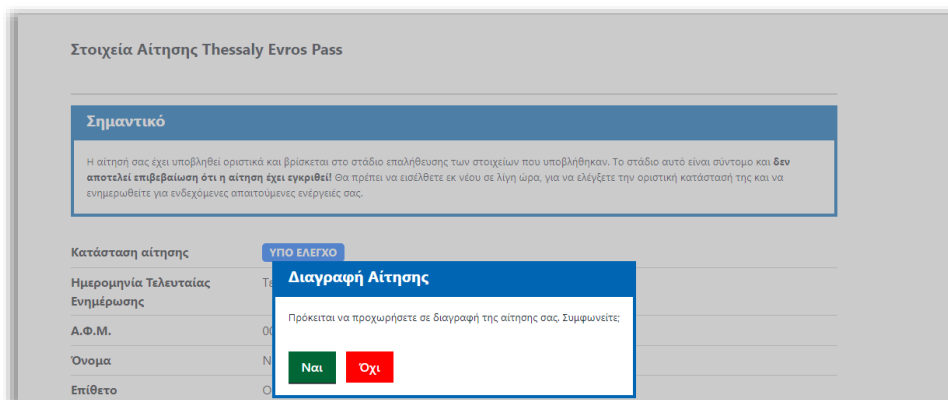 Στοιχεία Αίτησης Thessaly Evros Pass
Σημαντικό
Η αίτησή σας έχει υποβληθεί οριστικά και βρίσκεται στο στάδιο επαλήθευσης των στοιχείων που υποβλήθηκαν. Το στάδιο αυτό είναι σύντομο και δεν
αποτελεί επιβεβαίωση ότι η αίτηση έχει εγκριθεί! Θα πρέπει να εισέλθετε εκ νέου σε λίγη ώρα, για να ελέγξετε την οριστική κατάστασή της και να
ενημερωθείτε για ενδεχόμενες απαιτούμενες ενέργειές σας.
Κατάσταση αίτησης ΥΠΟ ΕΛΕΓΧΟ
Διαγραφή Αίτησης
Πρόκειται να προχωρήσετε σε διαγραφή της αίτησης σας. Συμφωνείτε;
Ναι Όχι
Ημερομηνία Τελευταίας
Ενημέρωσης
Α.Φ.Μ.
Όνομα
Επίθετο